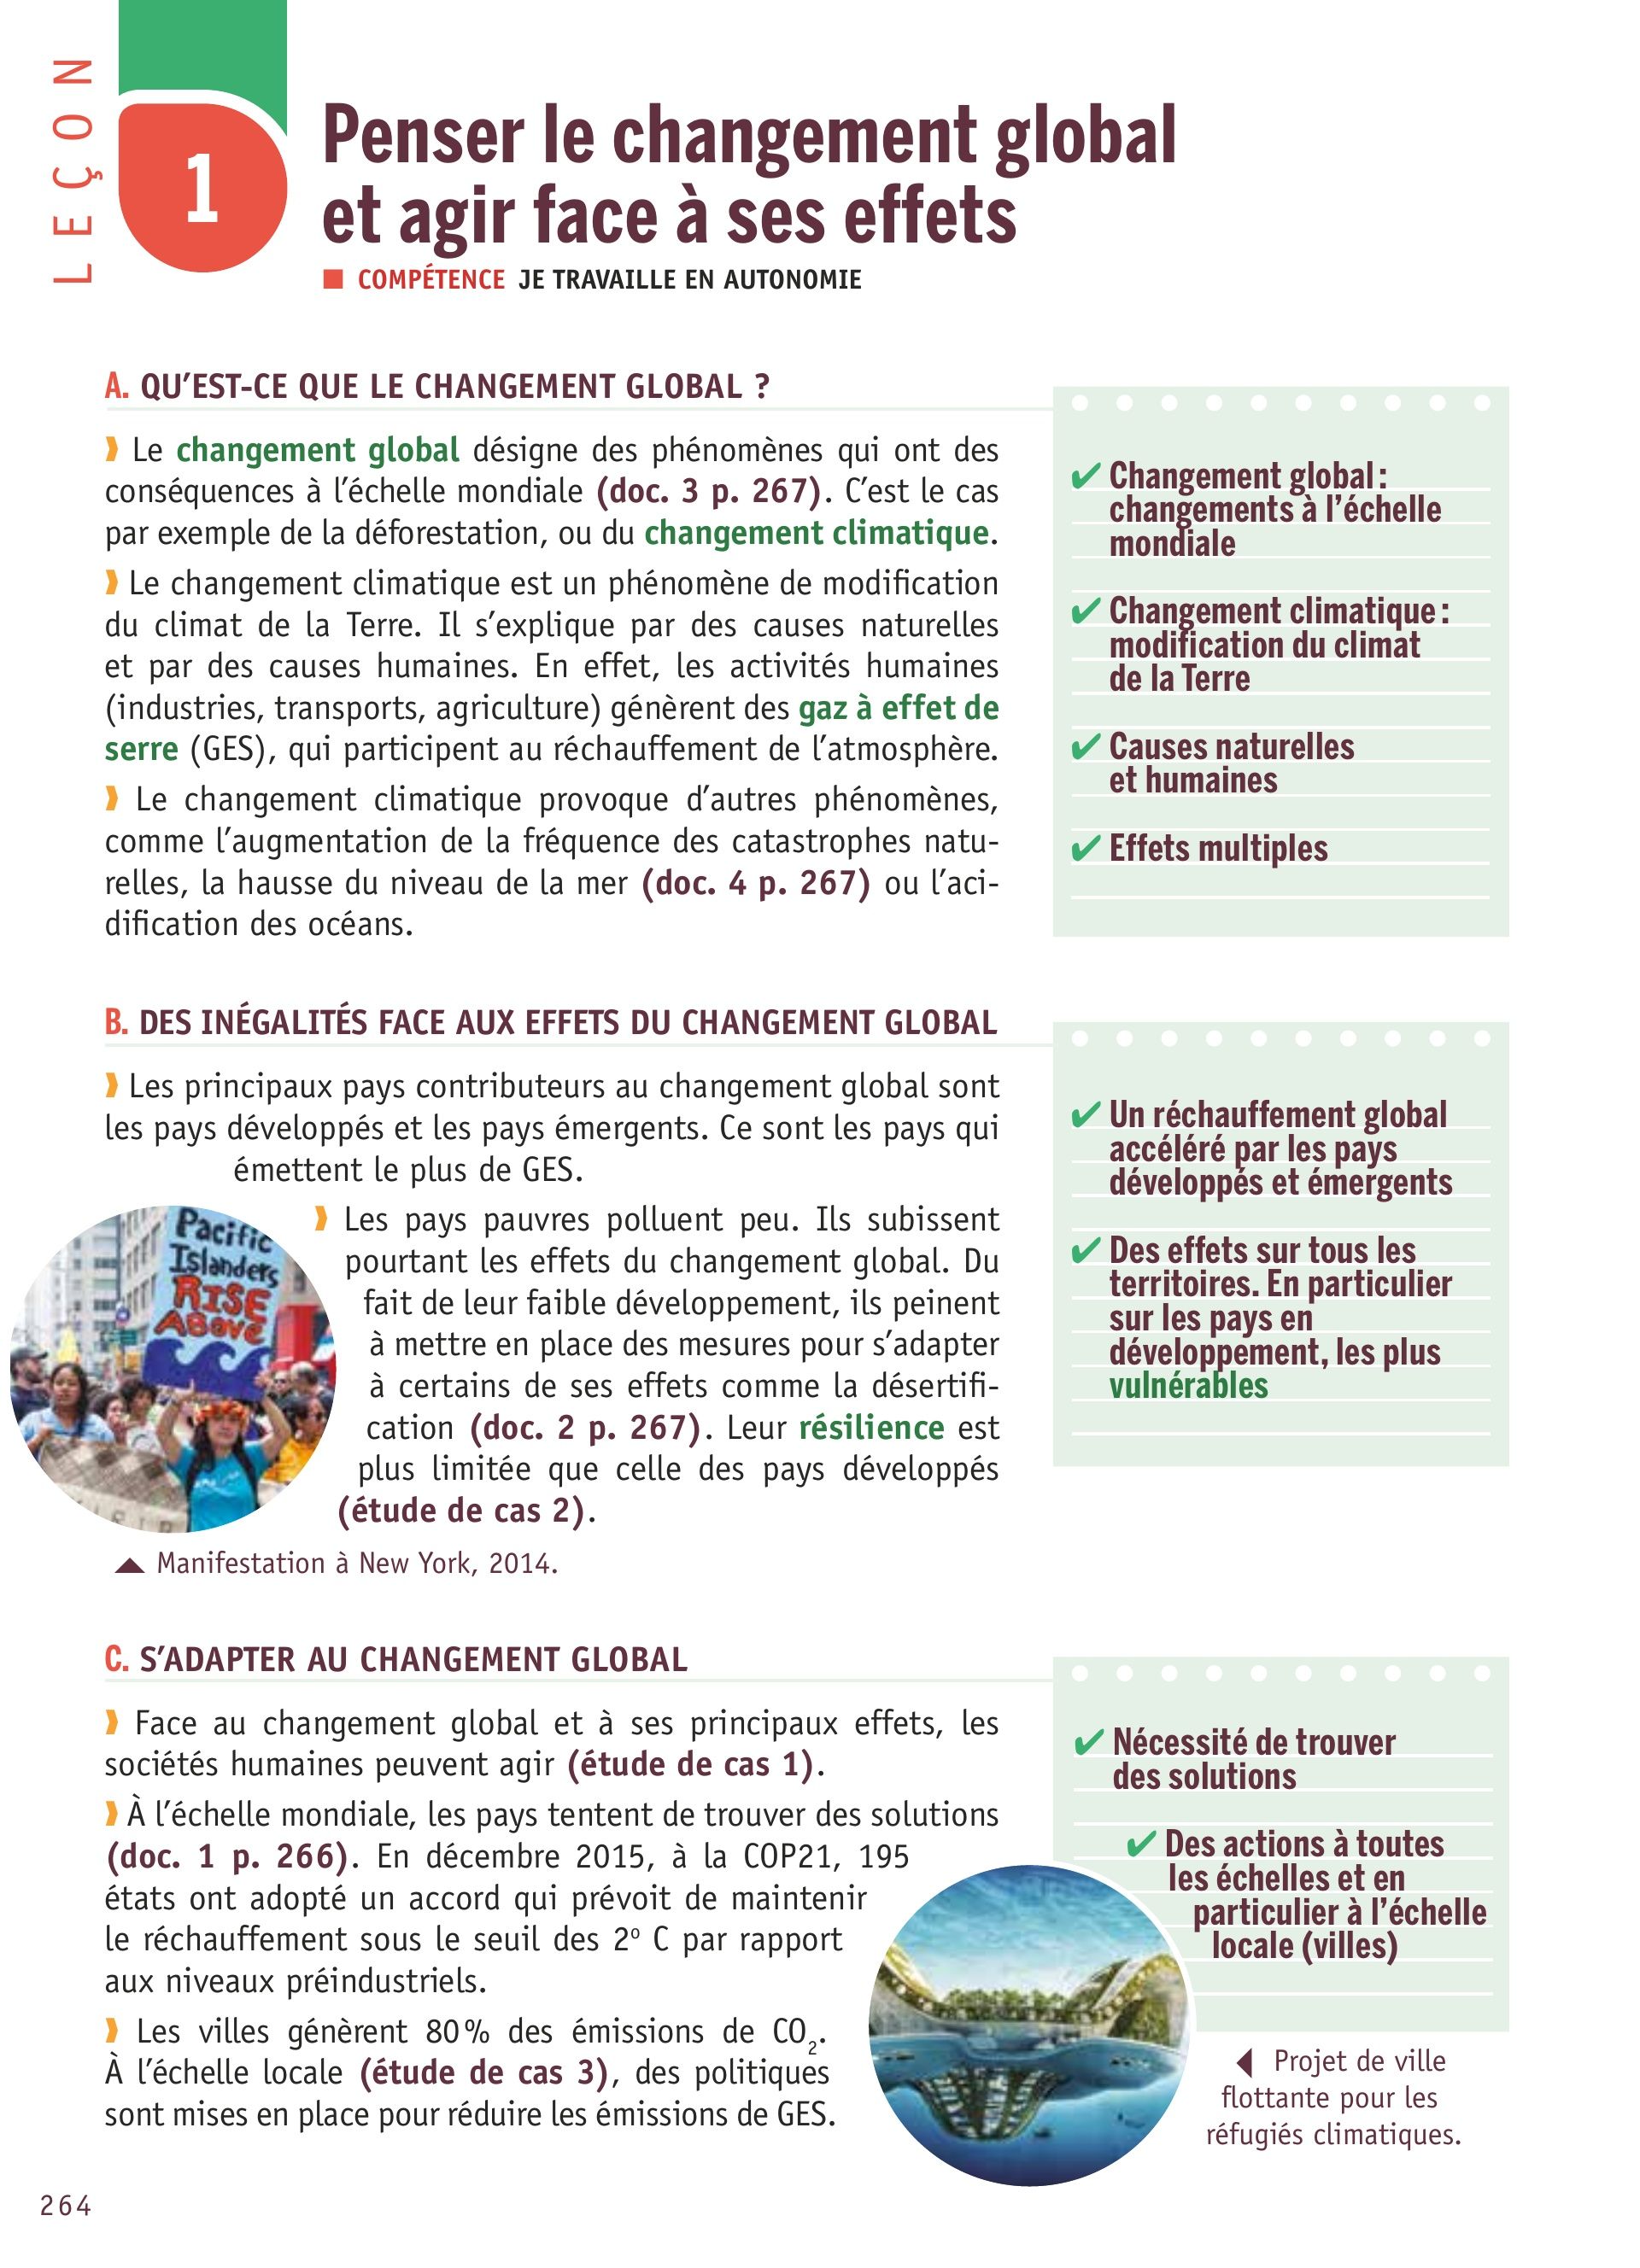 LEÇON
1
Penser le changement global
et agir face à ses effets
COMPÉTENCE JE TRAVAILLE EN AUTONOMIE
A. QU’EST-CE QUE LE CHANGEMENT GLOBAL ?
Le changement global désigne des phénomènes qui ont des
conséquences à l’échelle mondiale (doc. 3 p. 267). C’est le cas
par exemple de la déforestation, ou du changement climatique.
Le changement climatique est un phénomène de modification
du climat de la Terre. Il s’explique par des causes naturelles
et par des causes humaines. En effet, les activités humaines
(industries, transports, agriculture) génèrent des gaz à effet de
serre (GES), qui participent au réchauffement de l’atmosphère.
Le changement climatique provoque d’autres phénomènes,
comme l’augmentation de la fréquence des catastrophes natu-
relles, la hausse du niveau de la mer (doc. 4 p. 267) ou l’aci-
dification des océans.
✔ Changement global :
changements à l’échelle
mondiale
✔ Changement climatique :
modification du climat
de la Terre
✔ Causes naturelles
et humaines
✔ Effets multiples
B. DES INÉGALITÉS FACE AUX EFFETS DU CHANGEMENT GLOBAL
Les principaux pays contributeurs au changement global sont
les pays développés et les pays émergents. Ce sont les pays qui
émettent le plus de GES.
Les pays pauvres polluent peu. Ils subissent
pourtant les effets du changement global. Du
fait de leur faible développement, ils peinent
à mettre en place des mesures pour s’adapter
à certains de ses effets comme la désertifi-
cation (doc. 2 p. 267). Leur résilience est
plus limitée que celle des pays développés
(étude de cas 2).
Pacific
Islanders
RISE
ABOVE
Manifestation à New York, 2014.
✔ Un réchauffement global
accéléré par les pays
développés et émergents
✔ Des effets sur tous les
territoires. En particulier
sur les pays en
développement, les plus
vulnérables
C. S’ADAPTER AU CHANGEMENT GLOBAL
Face au changement global et à ses principaux effets, les
sociétés humaines peuvent agir (étude de cas 1).
À l’échelle mondiale, les pays tentent de trouver des solutions
(doc. 1 p. 266). En décembre 2015, à la COP21, 195
états ont adopté un accord qui prévoit de maintenir
le réchauffement sous le seuil des 2º C par rapport
aux niveaux préindustriels.
Les villes génèrent 80 % des émissions de CO₂.
À l’échelle locale (étude de cas 3), des politiques
sont mises en place pour réduire les émissions de GES.
✔ Nécessité de trouver
des solutions
✔ Des actions à toutes
les échelles et en
particulier à l’échelle
locale (villes)
Projet de ville
flottante pour les
réfugiés climatiques.
264